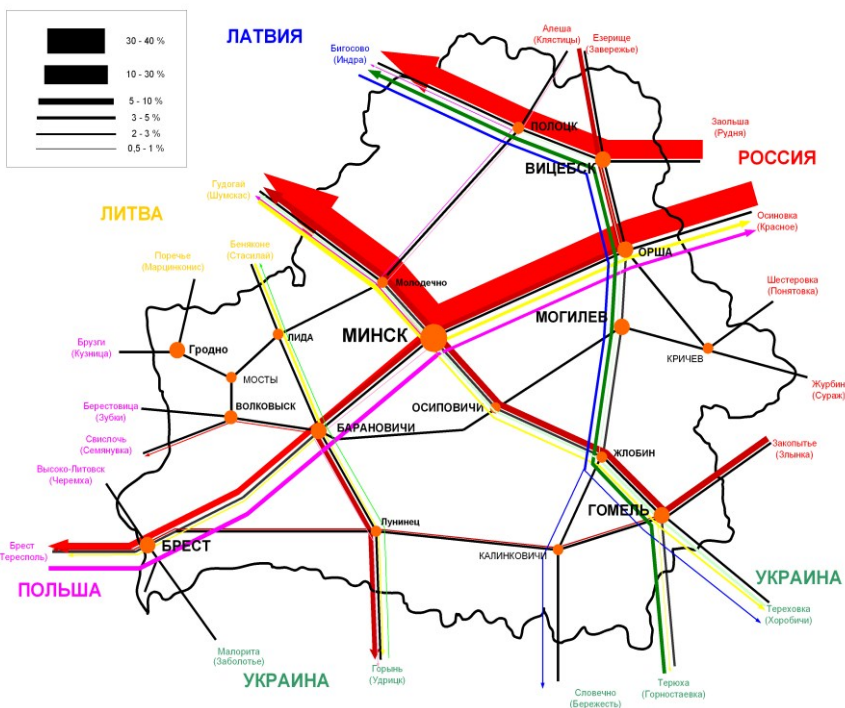 30 - 40 %
10 - 30 %
5 - 10 %
3 - 5 %
2 - 3 %
0,5 - 1 %
ЛАТВИЯ
Бигосово
(Индра)
Алеша
(Клястицы)
Езерище
(Завережье)
Заольша
(Рудня)
ПОЛОЦК
ВИЦЕБСК
РОССИЯ
Гудогай
(Шумскас)
ЛИТВА
Поречье
(Марцинконис)
Беняконе
(Стасилай)
Осиновка
(Красное)
ОРША
Молодечно
Шестеровка
(Понятовка)
МИНСК
МОГИЛЕВ
Брузги
(Кузница)
Гродно
ЛИДА
КРИЧЕВ
МОСТЫ
Журбин
(Сураж)
Берестовица
(Зубки)
ВОЛКОВЫСК
ОСИПОВИЧИ
БАРАНОВИЧИ
Свислочь
(Семянувка)
Закопытье
(Злынка)
ЖЛОБИН
Высоко-Литовск
(Черемха)
ГОМЕЛЬ
Лунинец
Брест
(Тересполь)
БРЕСТ
КАЛИНКОВИЧИ
ПОЛЬША
УКРАИНА
Тереховка
(Хоробичи)
Малорита
(Заболотье)
УКРАИНА
Горынь
(Удрицк)
Словечно
(Бережесть)
Терюха
(Горностаевка)